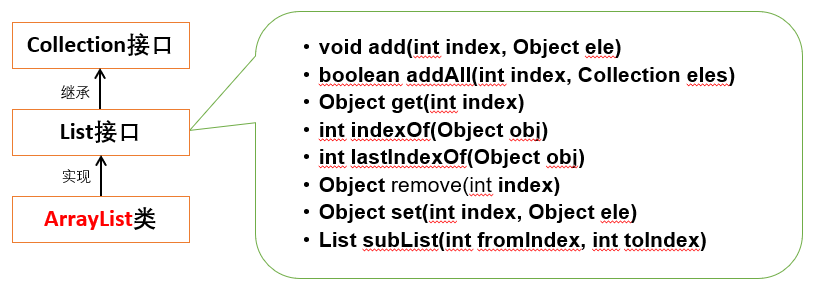 Collection接口
继承
List接口
实现
ArrayList类
• void add(int index, Object ele)
• boolean addAll(int index, Collection eles)
• Object get(int index)
• int indexOf(Object obj)
• int lastIndexOf(Object obj)
• Object remove(int index)
• Object set(int index, Object ele)
• List subList(int fromIndex, int toIndex)